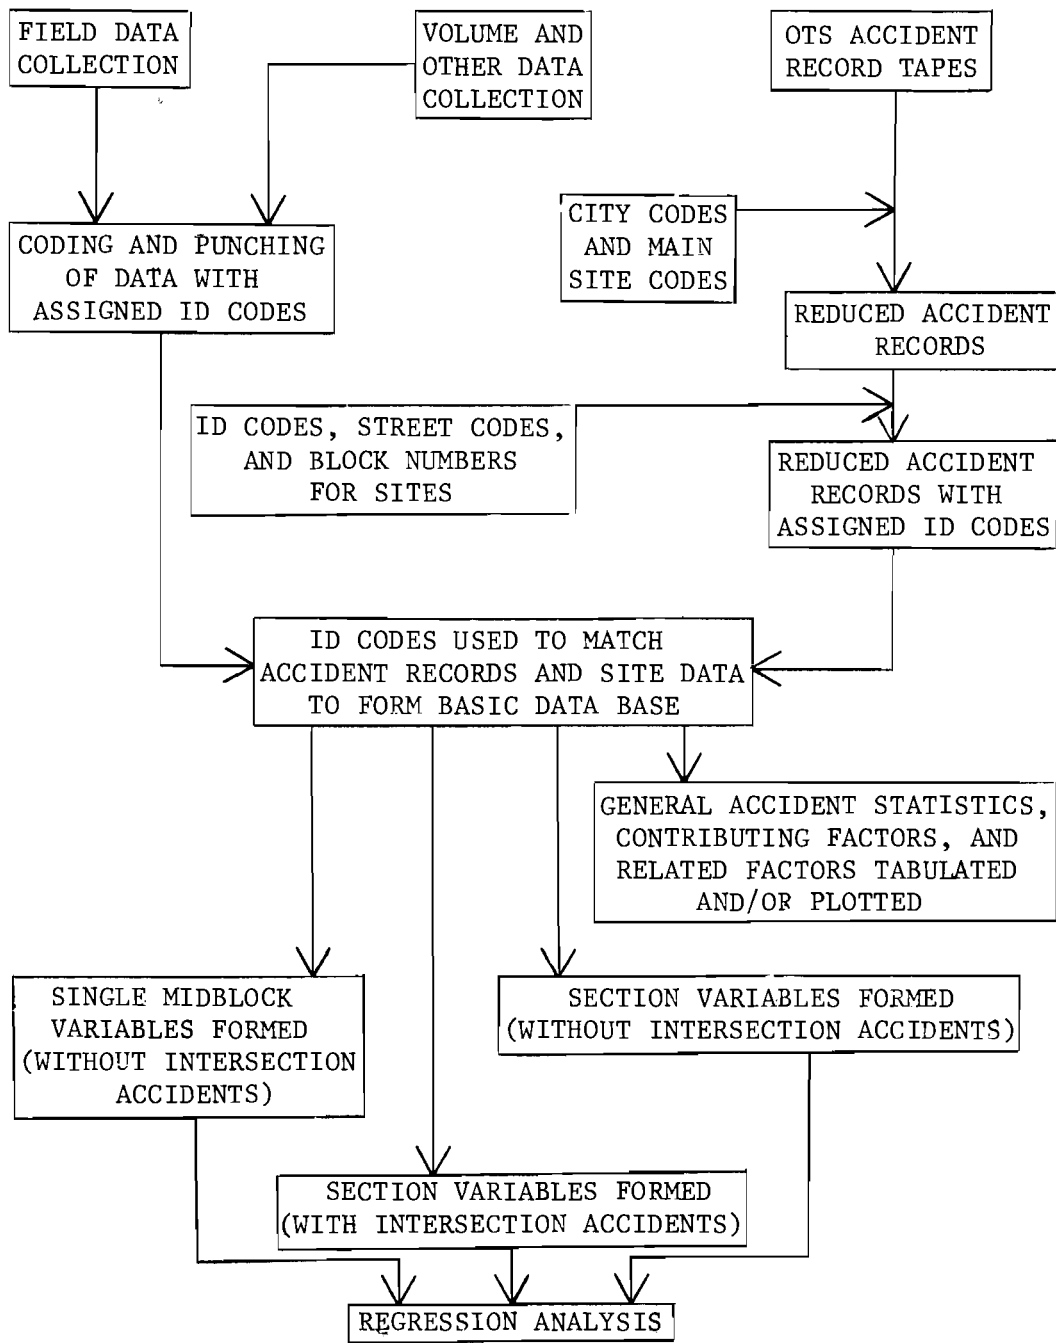 FIELD DATA
COLLECTION
VOLUME AND
OTHER DATA
COLLECTION
OTS ACCIDENT
RECORD TAPES
CITY CODES
AND MAIN
SITE CODES
CODING AND PUNCHING
OF DATA WITH
ASSIGNED ID CODES
REDUCED ACCIDENT
RECORDS
ID CODES, STREET CODES,
AND BLOCK NUMBERS
FOR SITES
REDUCED ACCIDENT
RECORDS WITH
ASSIGNED ID CODES
ID CODES USED TO MATCH
ACCIDENT RECORDS AND SITE DATA
TO FORM BASIC DATA BASE
GENERAL ACCIDENT STATISTICS,
CONTRIBUTING FACTORS, AND
RELATED FACTORS TABULATED
AND/OR PLOTTED
SINGLE MIDBLOCK
VARIABLES FORMED
(WITHOUT INTERSECTION
ACCIDENTS)
SECTION VARIABLES FORMED
(WITHOUT INTERSECTION ACCIDENTS)
SECTION VARIABLES FORMED
(WITH INTERSECTION ACCIDENTS)
REGRESSION ANALYSIS